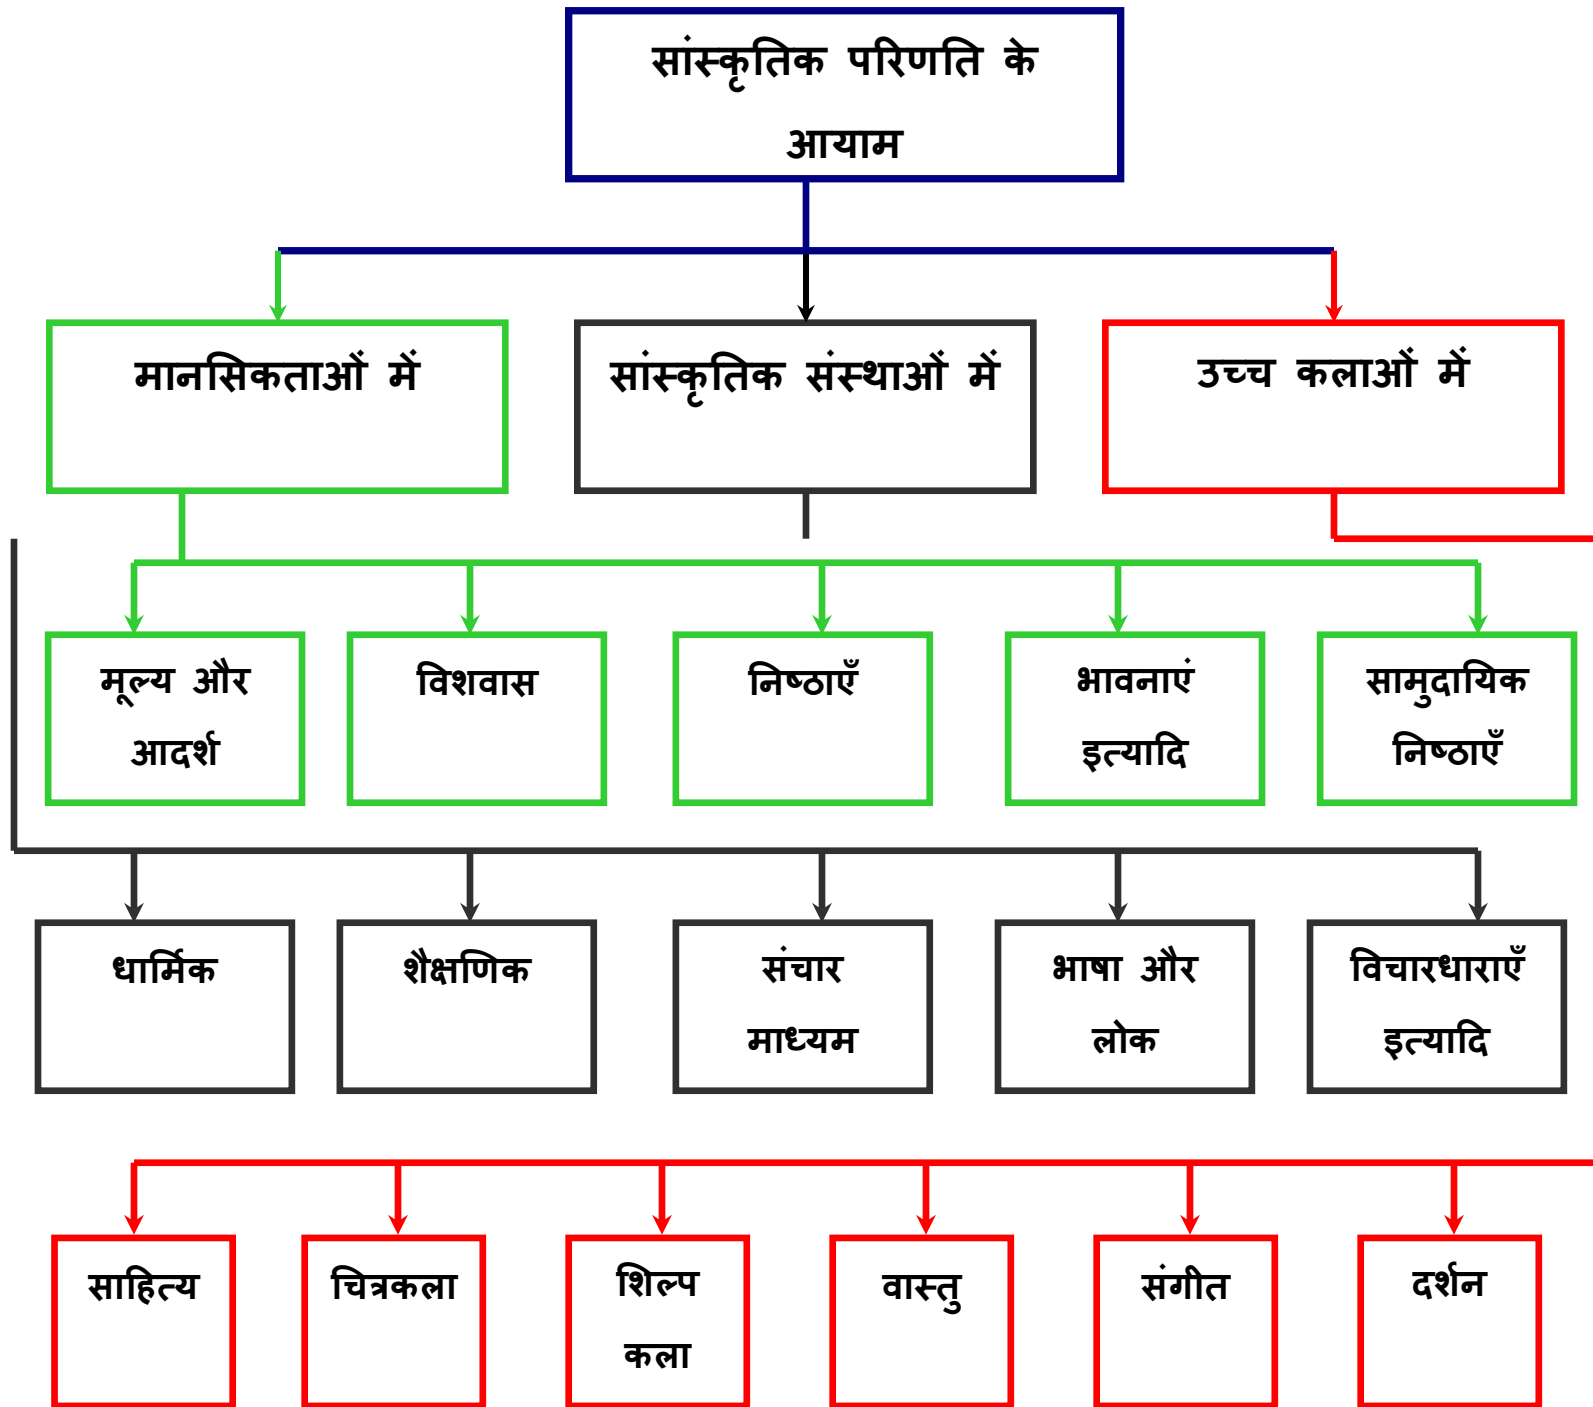 सांस्कृतिक परिणति के
आयाम
मानसिकताओं में
सांस्कृतिक संस्थाओं में
उच्च कलाओं में
मूल्य और
आदर्श
विशवास
निष्ठाएँ
भावनाएं
इत्यादि
सामुदायिक
निष्ठाएँ
धार्मिक
शैक्षणिक
संचार
माध्यम
भाषा और
लोक
विचारधाराएँ
इत्यादि
साहित्य
चित्रकला
शिल्प
कला
वास्तु
संगीत
दर्शन